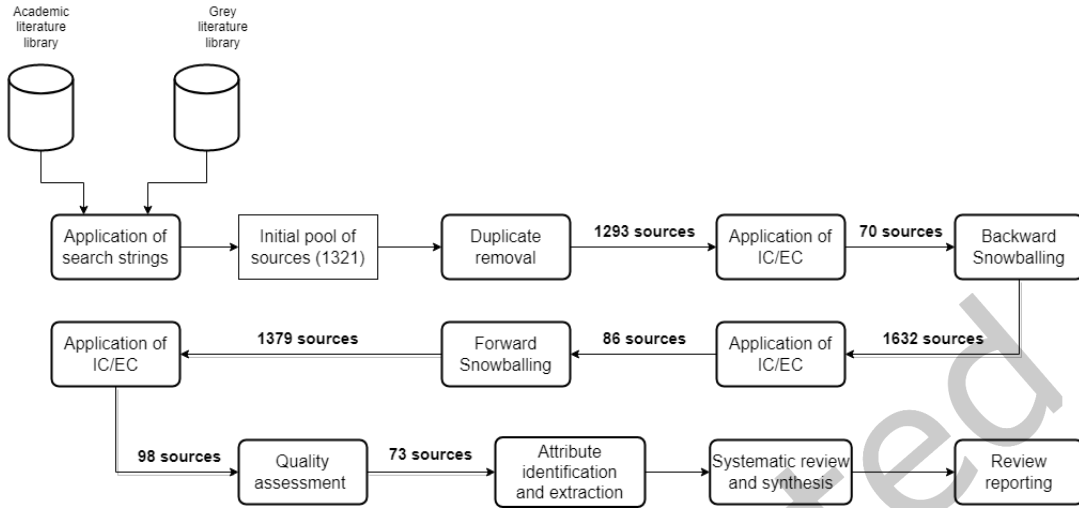 Academic
literature
library
Grey
literature
library
Application of
search strings
Initial pool of
sources (1321)
Duplicate
removal
1293 sources
Application of
IC/EC
70 sources
Backward
Snowballing
1632 sources
Application of
IC/EC
86 sources
Forward
Snowballing
1379 sources
Application of
IC/EC
98 sources
Quality
assessment
73 sources
Attribute
identification
and extraction
Systematic review
and synthesis
Review
reporting
ted